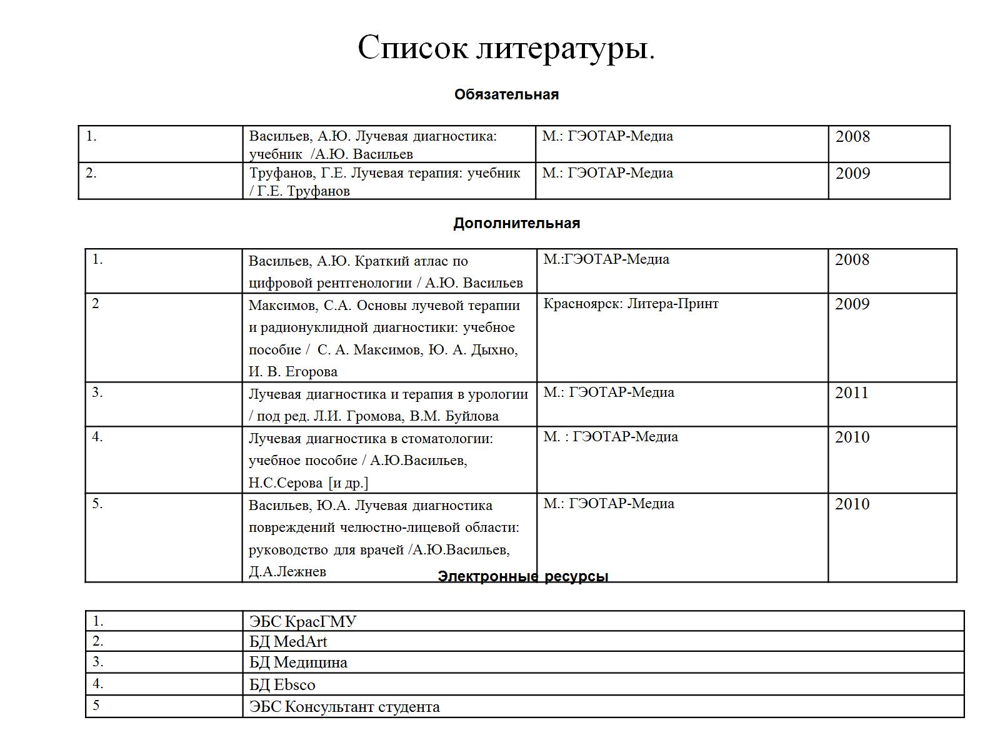 Список литературы.
Обязательная
1.
Васильев, А.Ю. Лучевая диагностика:
учебник /А.Ю. Васильев
М.: ГЭОТАР-Медиа
2008
2.
Труфанов, Г.Е. Лучевая терапия: учебник
/ Г.Е. Труфанов
М.: ГЭОТАР-Медиа
2009
Дополнительная
1.
Васильев, А.Ю. Краткий атлас по
цифровой рентгенологии / А.Ю. Васильев
М.:ГЭОТАР-Медиа
2008
2
Максимов, С.А. Основы лучевой терапии
и радионуклидной диагностики: учебное
пособие / С. А. Максимов, Ю. А. Дыхно,
И. В. Егорова
Красноярск: Литера-Принт
2009
3.
Лучевая диагностика и терапия в урологии
/ под ред. Л.И. Громова, В.М. Буйлова
М.: ГЭОТАР-Медиа
2011
4.
Лучевая диагностика в стоматологии:
учебное пособие / А.Ю.Васильев,
Н.С.Серова [и др.]
М. : ГЭОТАР-Медиа
2010
5.
Васильев, Ю.А. Лучевая диагностика
повреждений челюстно-лицевой области:
руководство для врачей /А.Ю.Васильев,
Д.А.Лежнев
М.: ГЭОТАР-Медиа
2010
Электронные ресурсы
1.
ЭБС КрасГМУ
2.
БД MedArt
3.
БД Медицина
4.
БД Ebsco
5
ЭБС Консультант студента